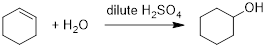 + H₂O dilute H₂SO₄ OH